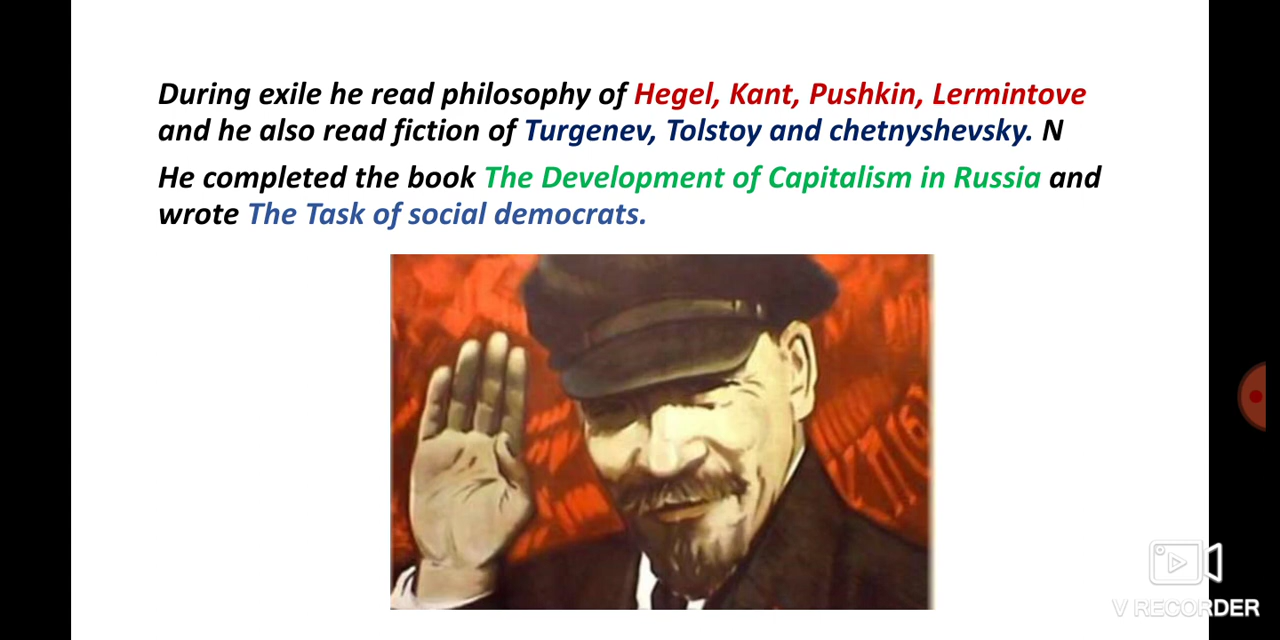 During exile he read philosophy of Hegel, Kant, Pushkin, Lermintove
and he also read fiction of Turgenev, Tolstoy and chetnyshevsky. N
He completed the book The Development of Capitalism in Russia and
wrote The Task of social democrats.
V RECORDER